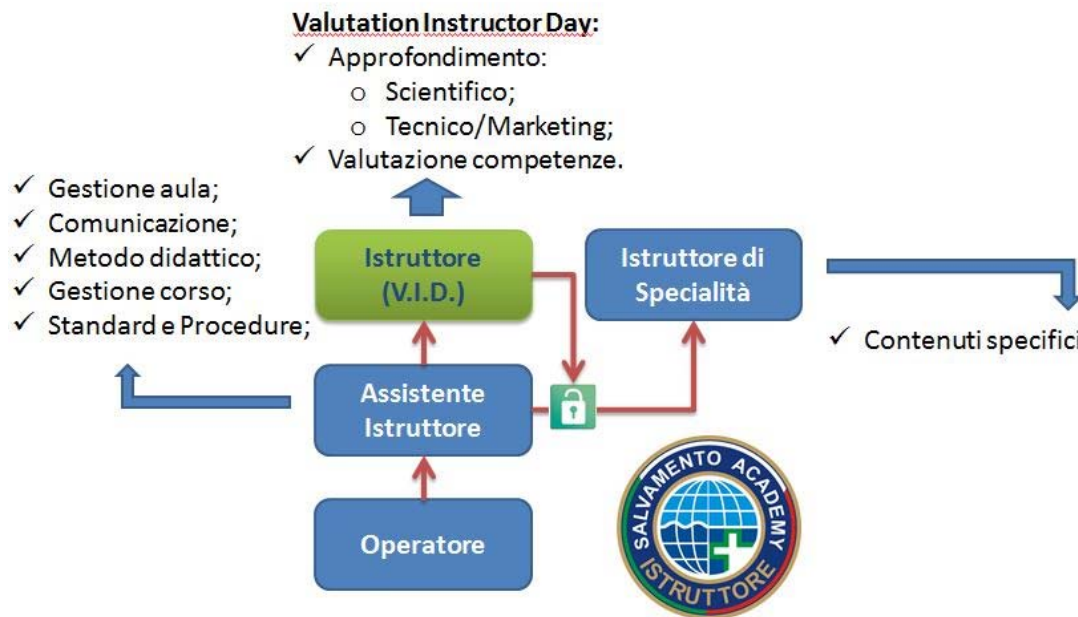 Valutation Instructor Day:
✓ Approfondimento:
o Scientifico;
o Tecnico/Marketing;
✓ Valutazione competenze.
✓ Gestione aula;
✓ Comunicazione;
✓ Metodo didattico;
✓ Gestione corso;
✓ Standard e Procedure;
Istruttore
(V.I.D.)
Istruttore di
Specialità
✓ Contenuti specifici
Assistente
Istruttore
Operatore
SALVAMENTO ACADEMY
ISTRUTTORE